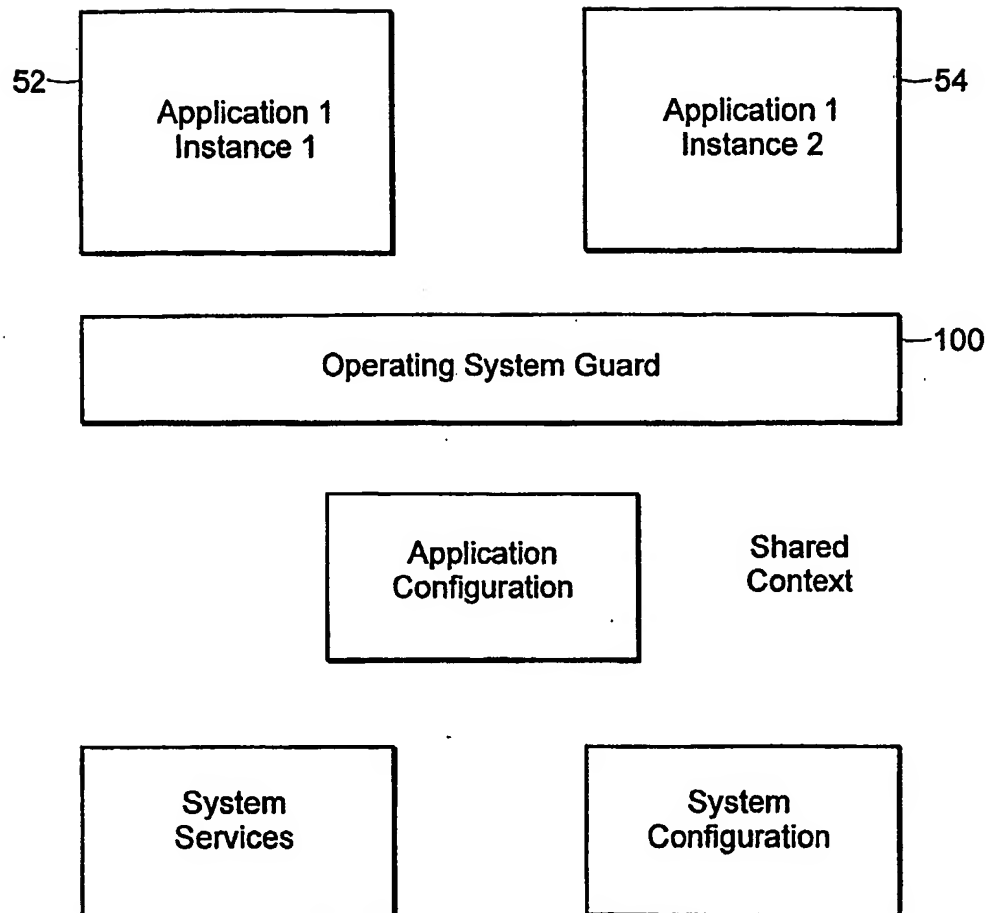 52
Application 1
Instance 1
Application 1
Instance 2
54
Operating System Guard
100
Application
Configuration
Shared
Context
System
Services
System
Configuration